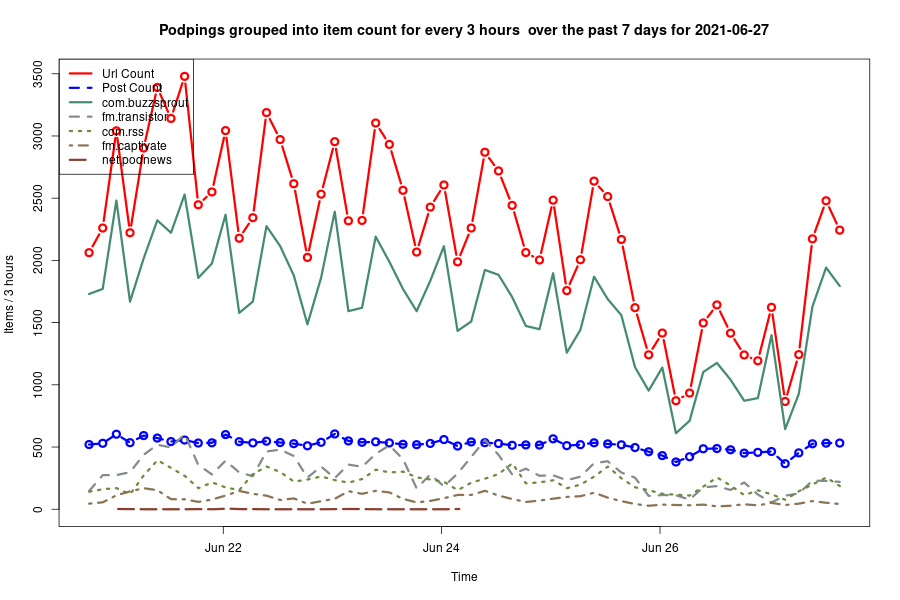 Podpings grouped into item count for every 3 hours  over the past 7 days for 2021-06-27
Url Count
Post Count
com.buzzsprout
fm.transistor
com.rss
fm.captivate
net.podnews
3500
3000
2500
2000
1500
1000
500
0
Items / 3 hours
Jun 22
Jun 24
Jun 26
Time